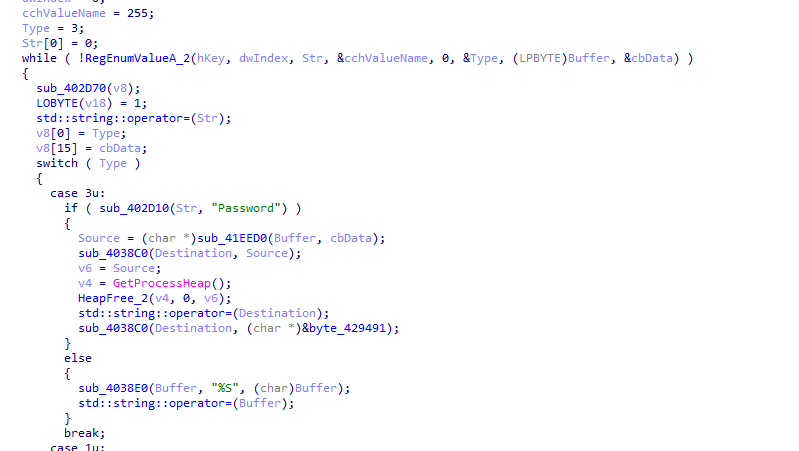 cchValueName = 255;
Type = 3;
Str[0] = 0;
while ( !RegEnumValueA_2(hKey, dwIndex, Str, &cchValueName, 0, &Type, (LPBYTE)Buffer, &cbData) )
{
sub_402D70(v8);
LOBYTE(v18) = 1;
std::string::operator=(Str);
v8[0] = Type;
v8[15] = cbData;
switch ( Type )
{
case 3u:
if ( sub_402D10(Str, "Password") )
{
Source = (char *)sub_41EED0(Buffer, cbData);
sub_4038C0(Destination, Source);
v6 = Source;
v4 = GetProcessHeap();
HeapFree_2(v4, 0, v6);
std::string::operator=(Destination);
sub_4038C0(Destination, (char *)&byte_429491);
}
else
{
sub_4038E0(Buffer, "%S", (char)Buffer);
std::string::operator=(Buffer);
}
break;
case 1u: